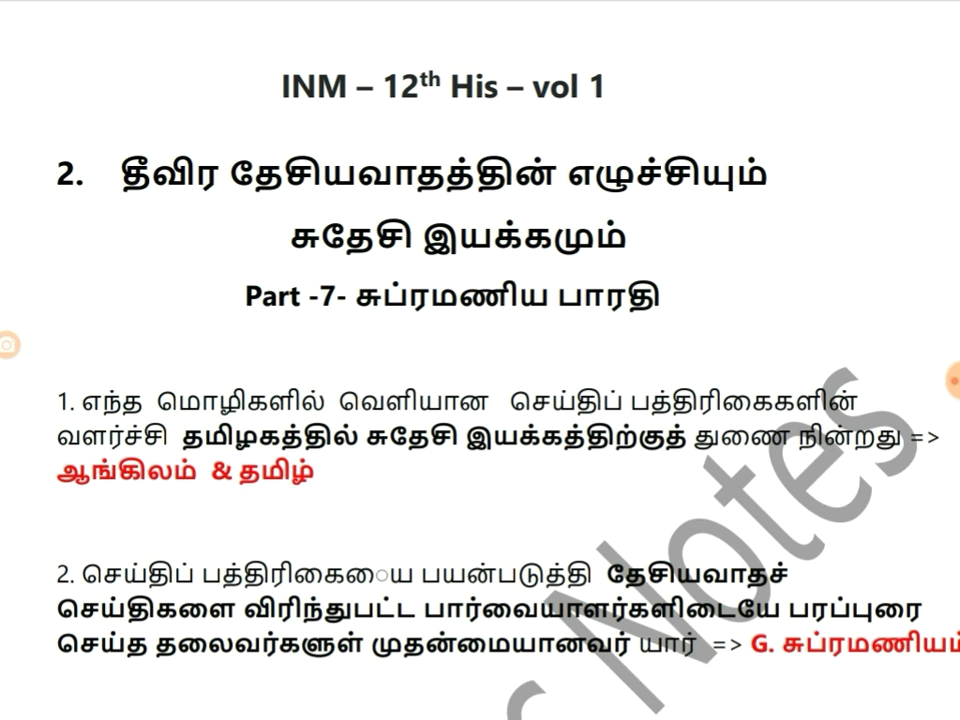 INM – 12th His – vol 1
2. தீவிர தேசியவாதத்தின் எழுச்சியும்
சுதேசி இயக்கமும்
Part -7- சுப்ரமணிய பாரதி
1. எந்த மொழிகளில் வெளியான செய்திப் பத்திரிகைகளின்
வளர்ச்சி தமிழகத்தில் சுதேசி இயக்கத்திற்குத் துணை நின்றது =>
ஆங்கிலம் & தமிழ்
2. செய்திப் பத்திரிகைையை பயன்படுத்தி தேசியவாதச்
செய்திகளை விரிந்துபட்ட பார்வையாளர்களிடையே பரப்புரை
செய்த தலைவர்களுள் முதன்மையானவர் யார் => G. சுப்ரமணியம்
Notes